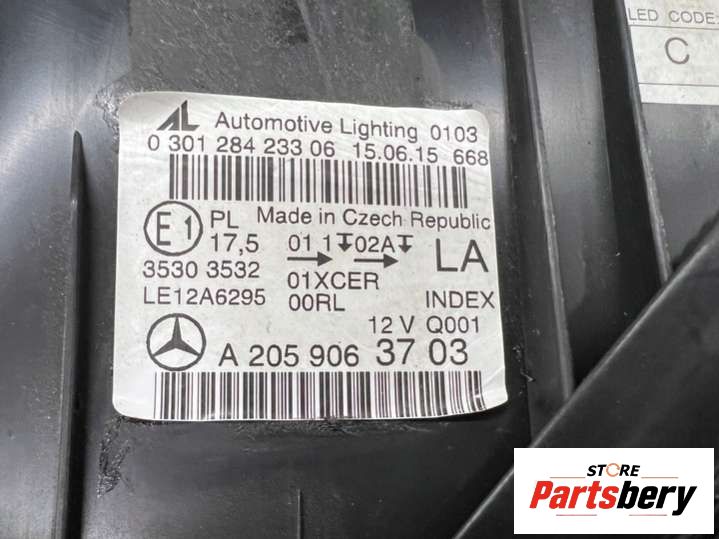 LED CODE:
C
AL Automotive Lighting 0103
0 301 284 233 06 15.06.15 668
E1 PL Made in Czech Republic
17,5 01 1 02A LA
3530 3532 01XCER
LE12A6295 00RL INDEX
12 V Q001
A 205 906 37 03
STORE
Partsbery